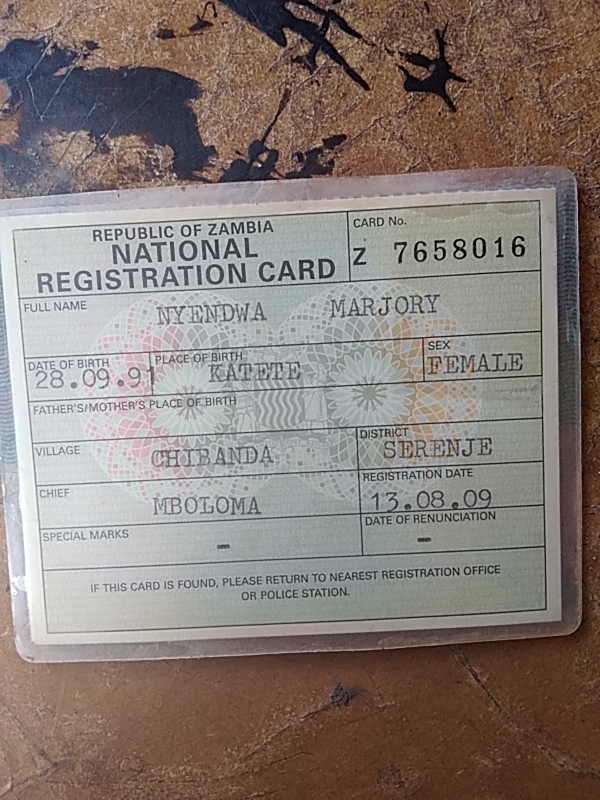 REPUBLIC OF ZAMBIA
NATIONAL
REGISTRATION CARD
CARD No.
Z 7658016
FULL NAME
NYENDWA MARJORY
DATE OF BIRTH
28.09.91
PLACE OF BIRTH
KATETE
SEX
FEMALE
FATHER'S/MOTHER'S PLACE OF BIRTH
VILLAGE
CHIBANDA
DISTRICT
SERENJE
CHIEF
MBOLOMA
REGISTRATION DATE
13.08.09
SPECIAL MARKS
-
DATE OF RENUNCIATION
-
IF THIS CARD IS FOUND, PLEASE RETURN TO NEAREST REGISTRATION OFFICE
OR POLICE STATION.